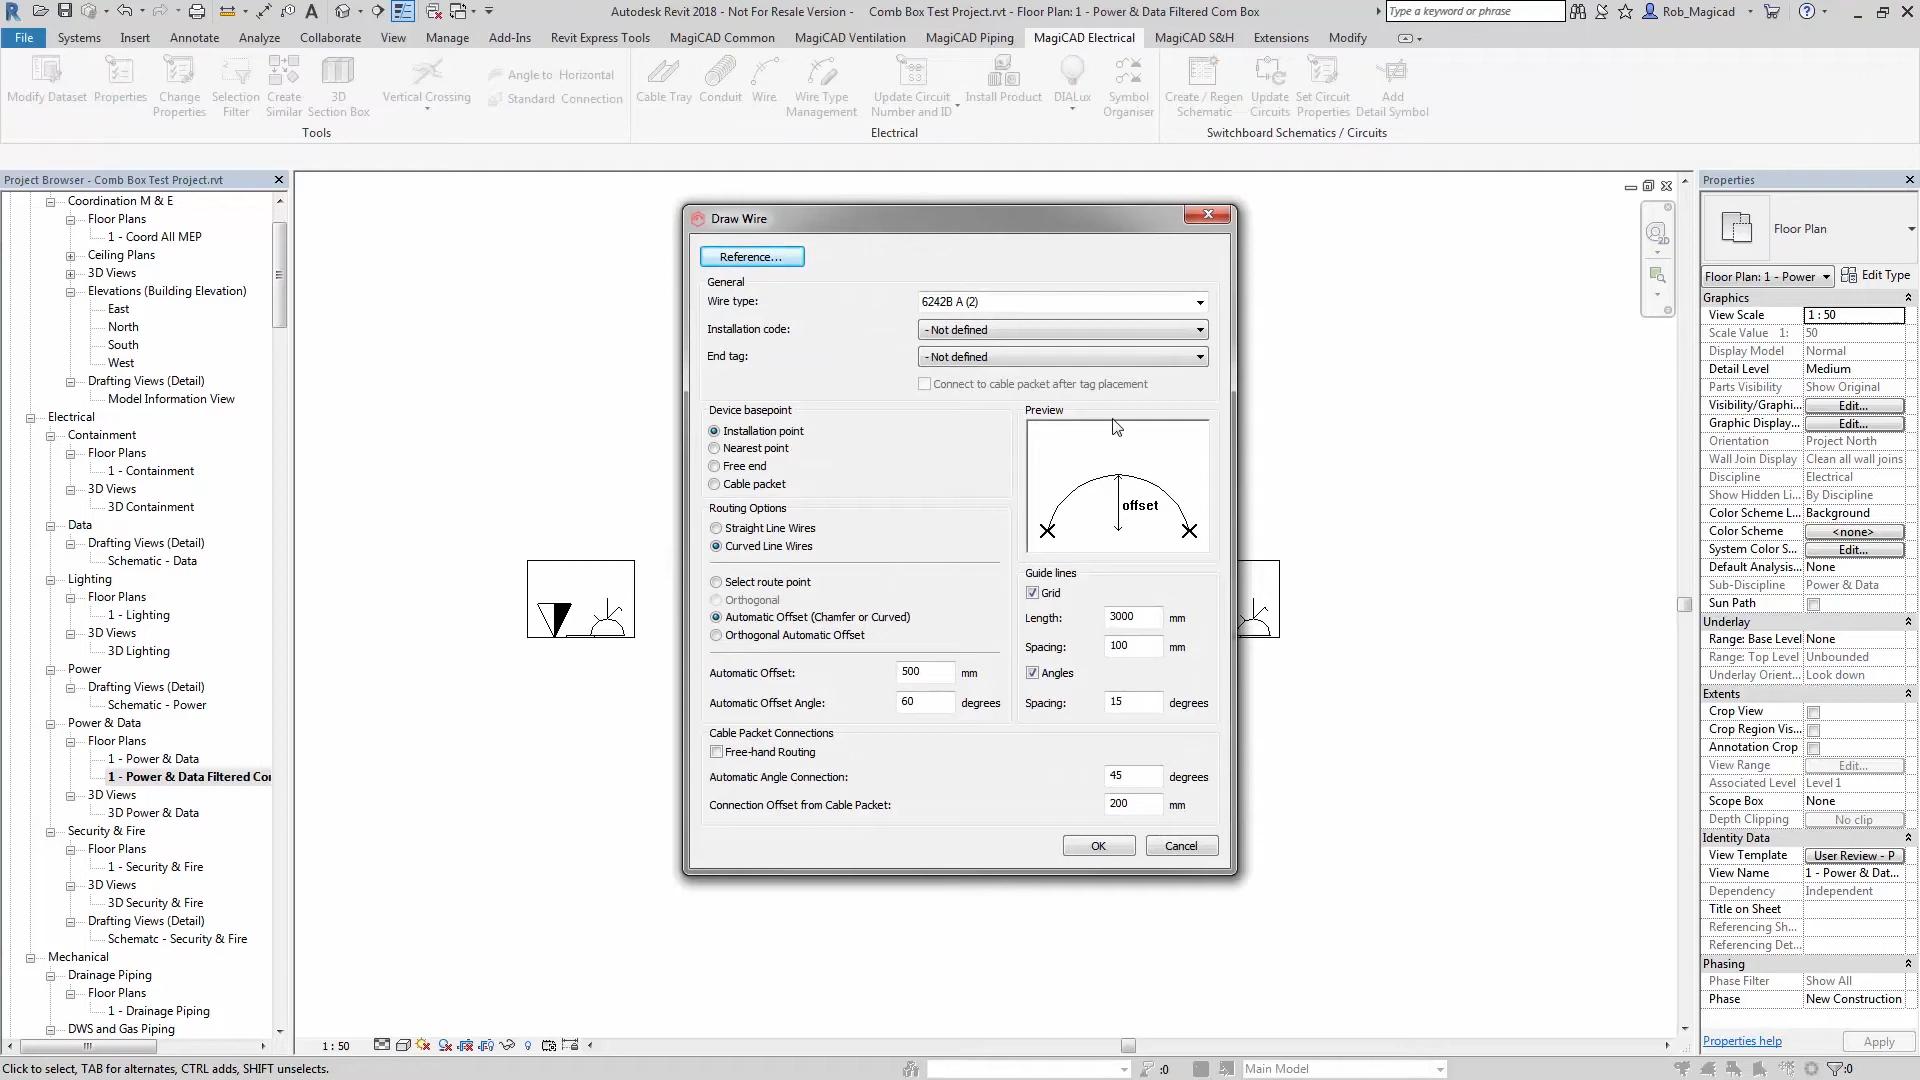 Autodesk Revit 2018 - Not For Resale Version - Comb Box Test Project.rvt - Floor Plan: 1 - Power & Data Filtered Com Box
Type a keyword or phrase
Rob_Magicad
File Systems Insert Annotate Analyze Collaborate View Manage Add-Ins Revit Express Tools MagiCAD Common MagiCAD Ventilation MagiCAD Piping MagiCAD Electrical MagiCAD S&H Extensions Modify
Modify Dataset
Properties
Change Properties
Selection Filter
Create Similar
3D Section Box
Vertical Crossing
Angle to Horizontal
Standard Connection
Cable Tray
Conduit
Wire
Wire Type Management
Update Circuit Number and ID
Install Product
DIALux
Symbol Organiser
Create / Regen Schematic
Update Circuits
Set Circuit Properties
Add Detail Symbol
Tools
Electrical
Switchboard Schematics / Circuits
Project Browser - Comb Box Test Project.rvt
Coordination M & E
Floor Plans
1 - Coord All MEP
Ceiling Plans
3D Views
Elevations (Building Elevation)
East
North
South
West
Drafting Views (Detail)
Model Information View
Electrical
Containment
Floor Plans
1 - Containment
3D Views
3D Containment
Data
Drafting Views (Detail)
Schematic - Data
Lighting
Floor Plans
1 - Lighting
3D Views
3D Lighting
Power
Drafting Views (Detail)
Schematic - Power
Power & Data
Floor Plans
1 - Power & Data
1 - Power & Data Filtered Co
3D Views
3D Power & Data
Security & Fire
Floor Plans
1 - Security & Fire
3D Views
3D Security & Fire
Drafting Views (Detail)
Schematc - Security & Fire
Mechanical
Drainage Piping
Floor Plans
1 - Drainage Piping
DWS and Gas Piping
Draw Wire
Reference...
General
Wire type: 6242B A (2)
Installation code: - Not defined
End tag: - Not defined
Connect to cable packet after tag placement
Device basepoint
Installation point
Nearest point
Free end
Cable packet
Routing Options
Straight Line Wires
Curved Line Wires
Select route point
Orthogonal
Automatic Offset (Chamfer or Curved)
Orthogonal Automatic Offset
Automatic Offset: 500 mm
Automatic Offset Angle: 60 degrees
Preview
offset
Guide lines
Grid
Length: 3000 mm
Spacing: 100 mm
Angles
Spacing: 15 degrees
Cable Packet Connections
Free-hand Routing
Automatic Angle Connection: 45 degrees
Connection Offset from Cable Packet: 200 mm
OK Cancel
2D
Properties
Floor Plan
Floor Plan: 1 - Power Edit Type
Graphics
View Scale 1 : 50
Scale Value 1: 50
Display Model Normal
Detail Level Medium
Parts Visibility Show Original
Visibility/Graphi... Edit...
Graphic Display... Edit...
Orientation Project North
Wall Join Display Clean all wall joins
Discipline Electrical
Show Hidden Li... By Discipline
Color Scheme L... Background
Color Scheme <none>
System Color S... Edit...
Default Analysis... None
Sub-Discipline Power & Data
Sun Path
Underlay
Range: Base Level None
Range: Top Level Unbounded
Underlay Orient... Look down
Extents
Crop View
Crop Region Vis...
Annotation Crop
View Range Edit...
Associated Level Level 1
Scope Box None
Depth Clipping No clip
Identity Data
View Template User Review - P
View Name 1 - Power & Dat...
Dependency Independent
Title on Sheet
Referencing Sh...
Referencing Det...
Phasing
Phase Filter Show All
Phase New Construction
Properties help Apply
1 : 50
Click to select, TAB for alternates, CTRL adds, SHIFT unselects.
:0
Main Model
:0